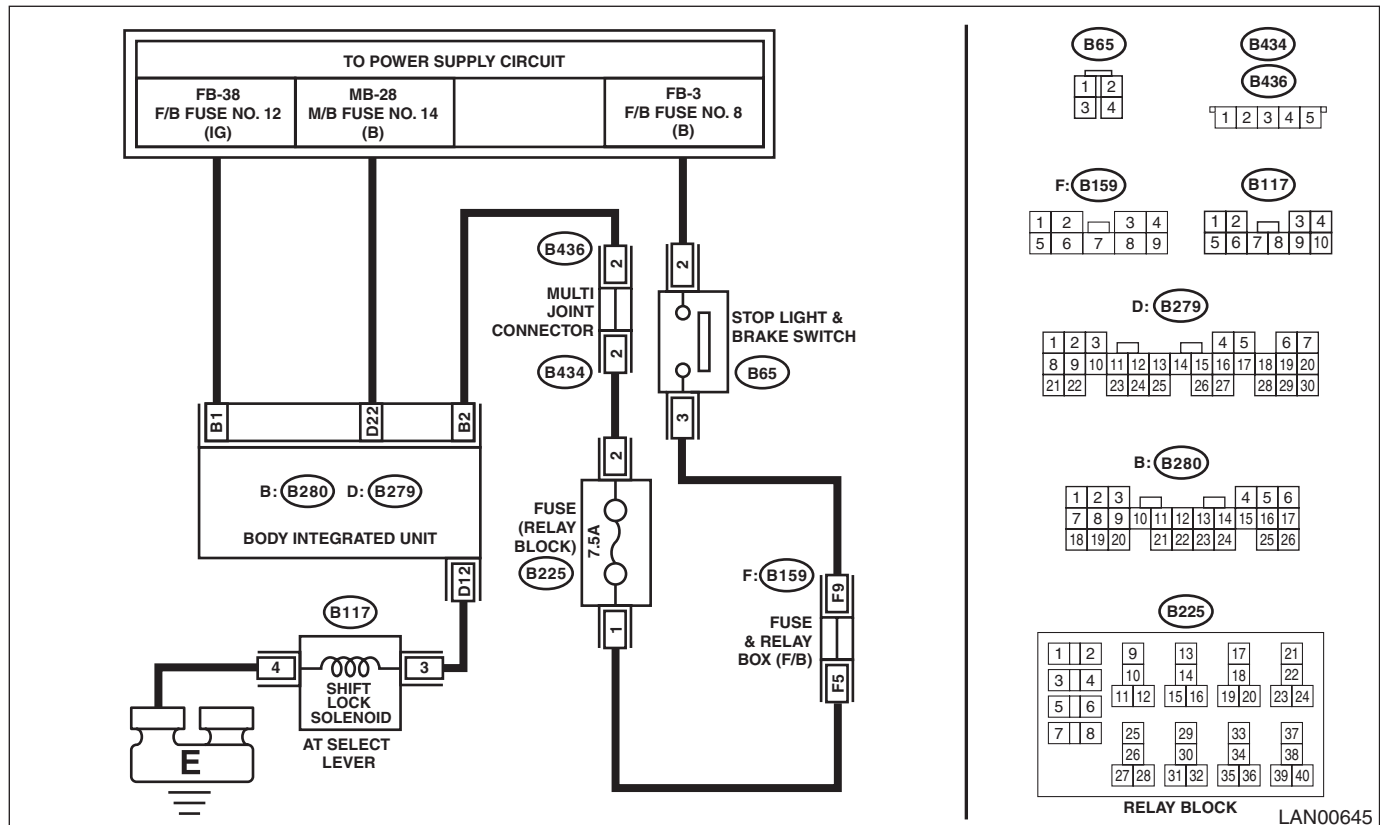 TO POWER SUPPLY CIRCUIT
FB-38
F/B FUSE NO. 12
(IG)
MB-28
M/B FUSE NO. 14
(B)
FB-3
F/B FUSE NO. 8
(B)
B1
D22
B2
B: B280 D: B279
BODY INTEGRATED UNIT
D12
B117
4
3
SHIFT
LOCK
SOLENOID
AT SELECT
LEVER
E
B436
2
MULTI
JOINT
CONNECTOR
2
B434
2
FUSE
(RELAY
BLOCK)
7.5A
B225
1
2
STOP LIGHT &
BRAKE SWITCH
B65
3
F: B159
F9
FUSE
& RELAY
BOX (F/B)
F5
B65
1 2
3 4
B434
B436
1 2 3 4 5
F: B159
1 2 3 4
5 6 7 8 9
B117
1 2 3 4
5 6 7 8 9 10
D: B279
1 2 3 4 5 6 7
8 9 10 11 12 13 14 15 16 17 18 19 20
21 22 23 24 25 26 27 28 29 30
B: B280
1 2 3 4 5 6
7 8 9 10 11 12 13 14 15 16 17
18 19 20 21 22 23 24 25 26
B225
1 2 9 13 17 21
3 4 10 14 18 22
11 12 15 16 19 20 23 24
5 6
7 8 25 29 33 37
26 30 34 38
27 28 31 32 35 36 39 40
RELAY BLOCK
LAN00645